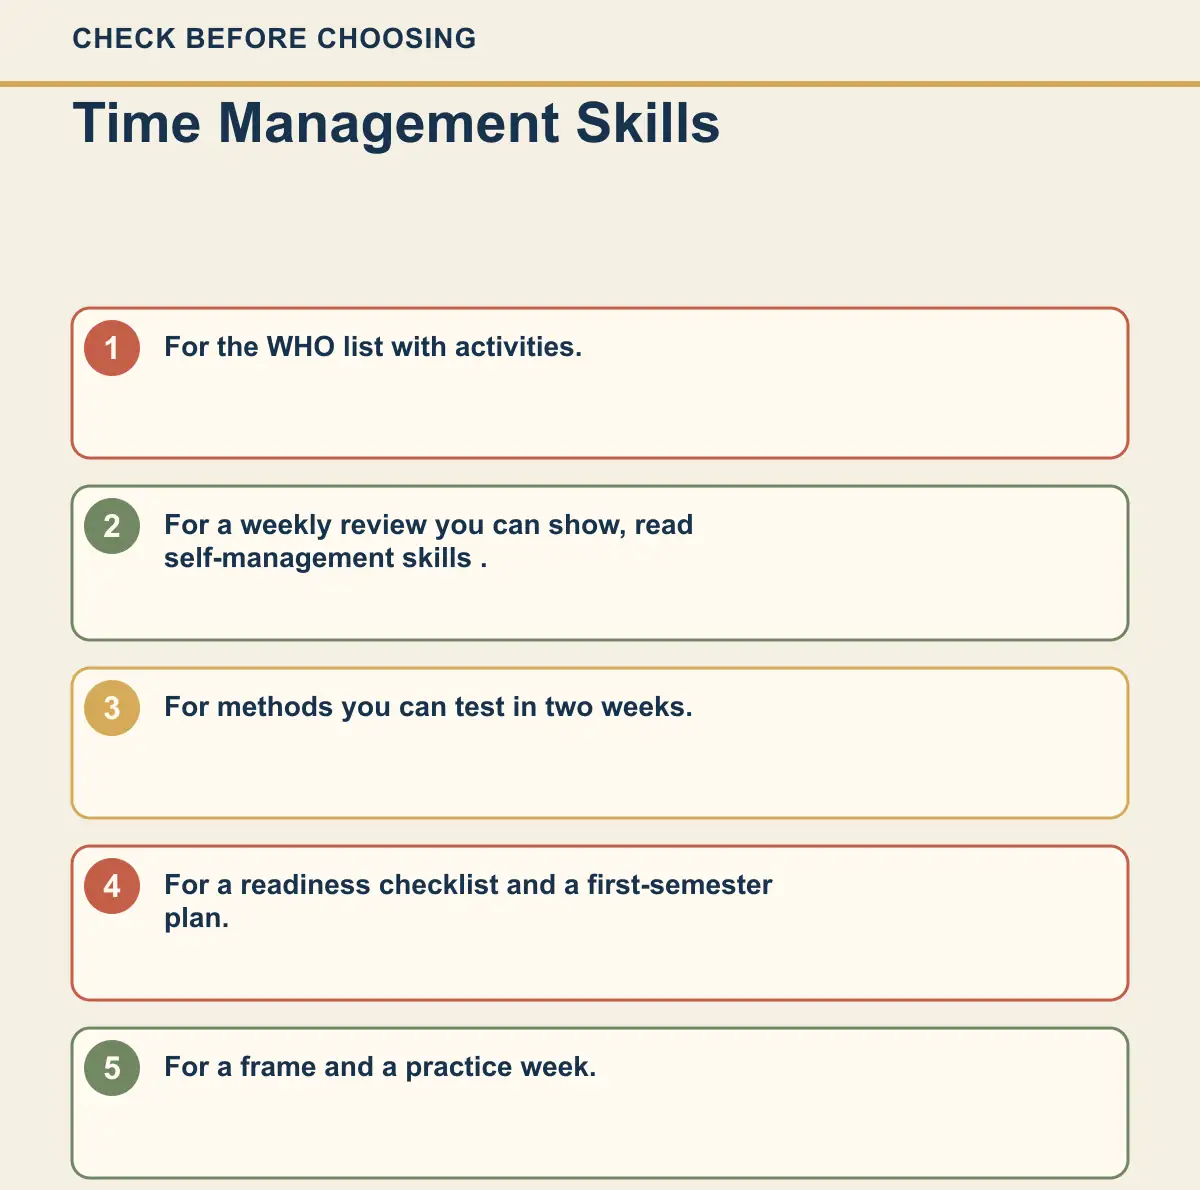 CHECK BEFORE CHOOSING
Time Management Skills
1
For the WHO list with activities.
2
For a weekly review you can show, read
self-management skills .
3
For methods you can test in two weeks.
4
For a readiness checklist and a first-semester
plan.
5
For a frame and a practice week.